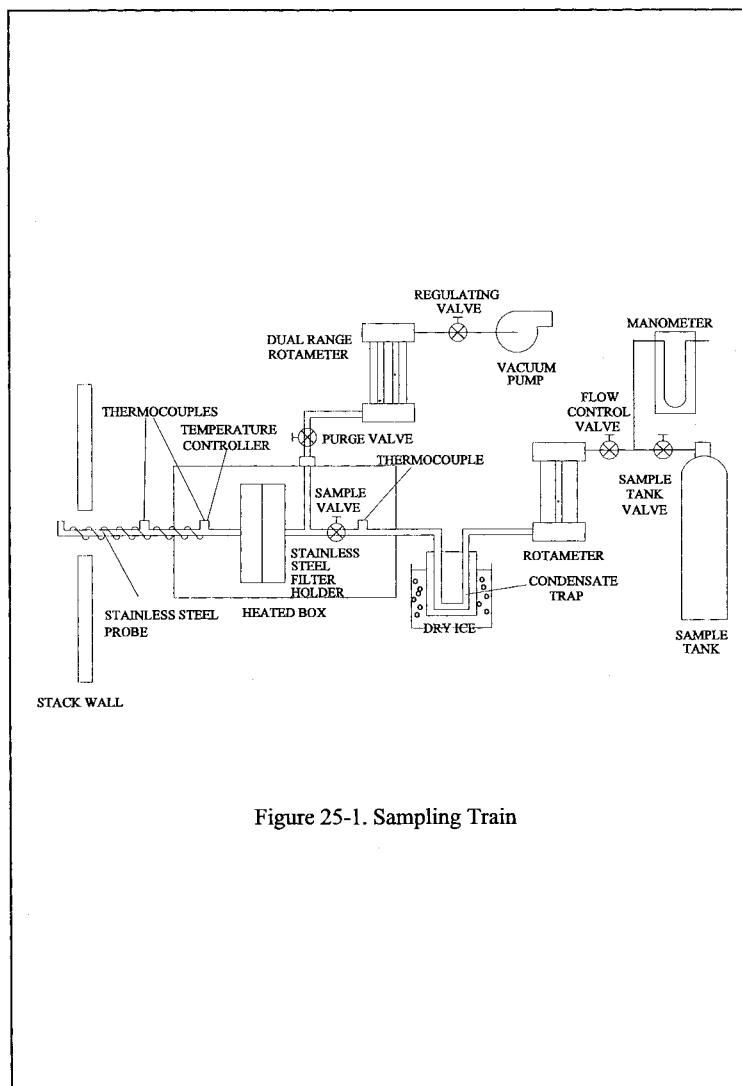 REGULATING
VALVE
DUAL RANGE
ROTAMETER
VACUUM
PUMP
MANOMETER
FLOW
CONTROL
VALVE
THERMOCOUPLES
TEMPERATURE
CONTROLLER
PURGE VALVE
THERMOCOUPLE
SAMPLE
VALVE
SAMPLE
TANK
VALVE
STAINLESS
STEEL
FILTER
HOLDER
ROTAMETER
CONDENSATE
TRAP
STAINLESS STEEL
PROBE
HEATED BOX
DRY ICE
SAMPLE
TANK
STACK WALL
Figure 25-1. Sampling Train